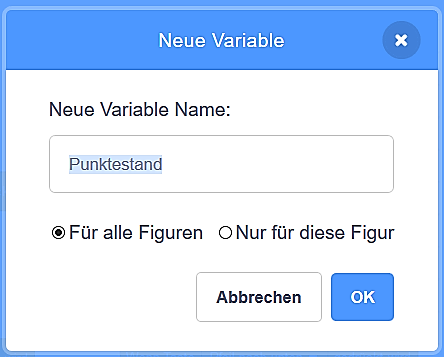 Neue Variable
Neue Variable Name:
Punktestand
Für alle Figuren Nur für diese Figur
Abbrechen OK